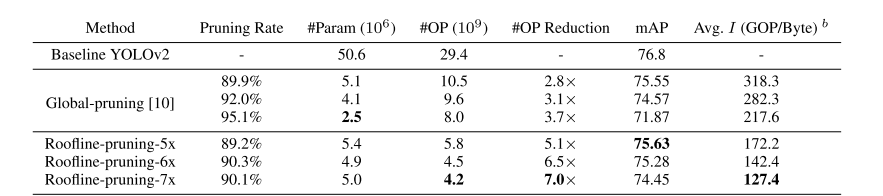 Method Pruning Rate #Param (10⁶) #OP (10⁹) #OP Reduction mAP Avg. I (GOP/Byte) ᵇ
Baseline YOLOv2 - 50.6 29.4 - 76.8 -
89.9% 5.1 10.5 2.8× 75.55 318.3
Global-pruning [10] 92.0% 4.1 9.6 3.1× 74.57 282.3
95.1% 2.5 8.0 3.7× 71.87 217.6
Roofline-pruning-5x 89.2% 5.4 5.8 5.1× 75.63 172.2
Roofline-pruning-6x 90.3% 4.9 4.5 6.5× 75.28 142.4
Roofline-pruning-7x 90.1% 5.0 4.2 7.0× 74.45 127.4